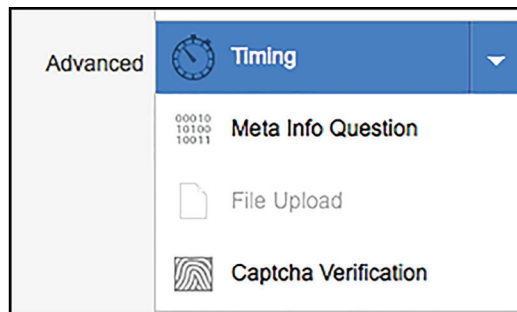 Advanced
Timing
00010
10100
10011
Meta Info Question
File Upload
Captcha Verification